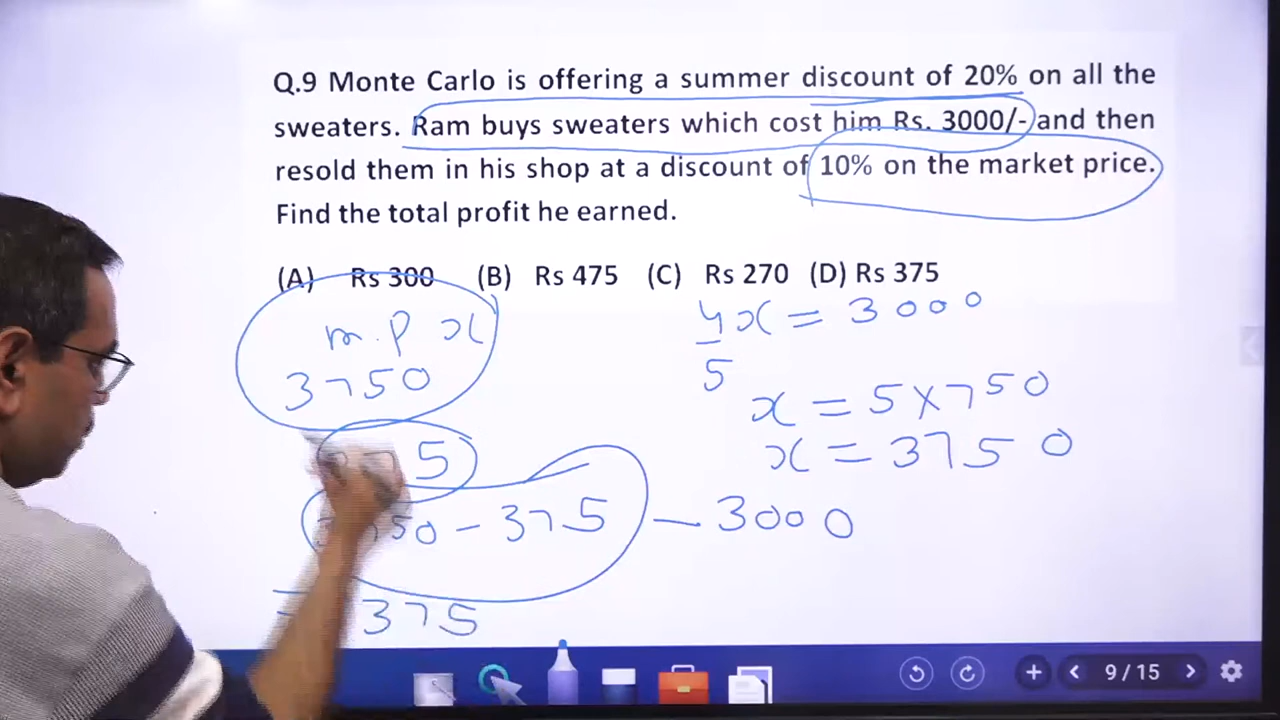 Q.9 Monte Carlo is offering a summer discount of 20% on all the
sweaters. Ram buys sweaters which cost him Rs. 3000/- and then
resold them in his shop at a discount of 10% on the market price.
Find the total profit he earned.
(A) Rs 300 (B) Rs 475 (C) Rs 270 (D) Rs 375
m.p x
3750
4/5 x = 3000
x = 5×750
x = 3750
- 375 - 3000
= 375
9 / 15